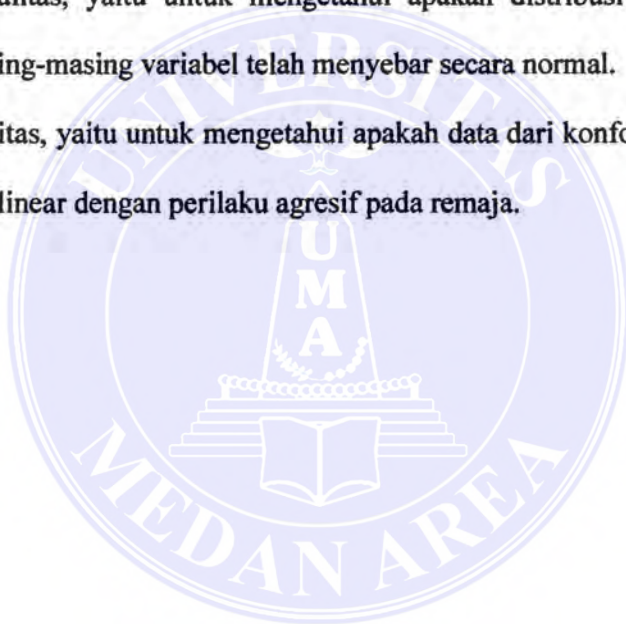 yaitu untuk mengetahui apakah distribusi
ing-masing variabel telah menyebar secara normal.
itas, yaitu untuk mengetahui apakah data dari konfo
linear dengan perilaku agresif pada remaja.
UNIVERSITAS
UMA
MEDAN AREA